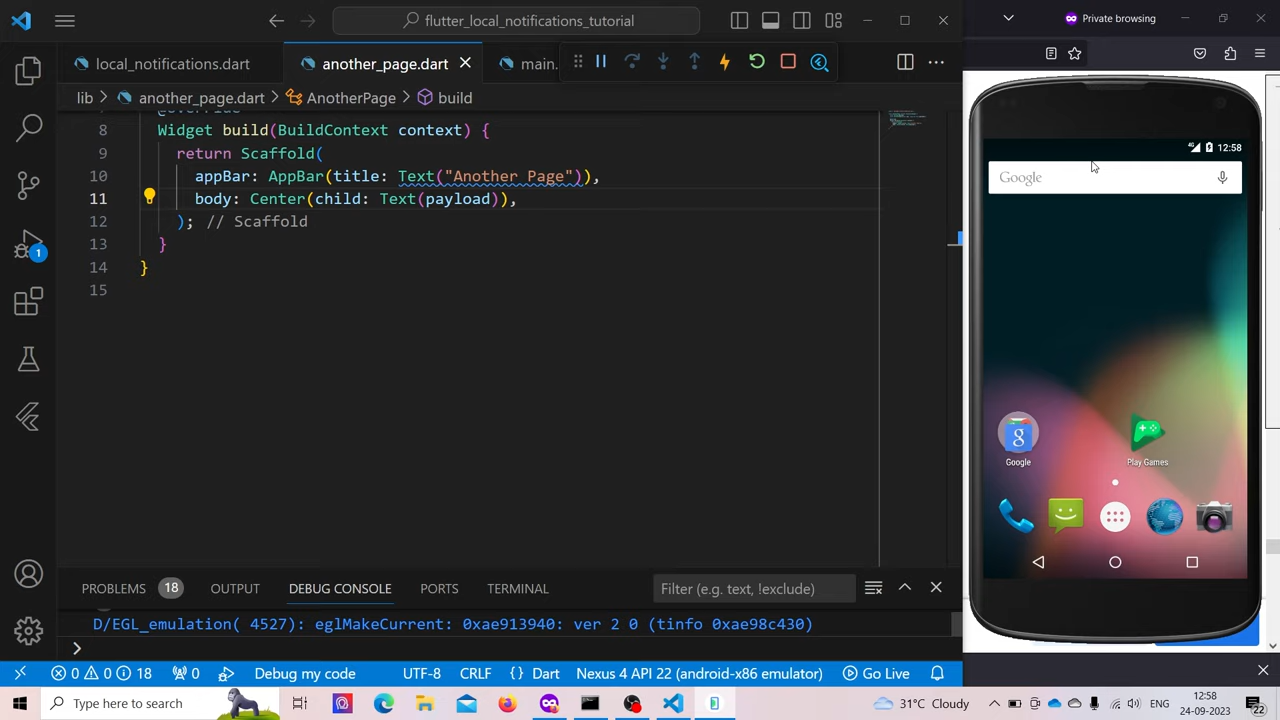 flutter_local_notifications_tutorial
Private browsing
local_notifications.dart
another_page.dart
main.
lib > another_page.dart > AnotherPage > build
8 Widget build(BuildContext context) {
9 return Scaffold(
10 appBar: AppBar(title: Text("Another Page")),
11 body: Center(child: Text(payload)),
12 ); // Scaffold
13 }
14 }
15
PROBLEMS 18 OUTPUT DEBUG CONSOLE PORTS TERMINAL Filter (e.g. text, !exclude)
D/EGL_emulation( 4527): eglMakeCurrent: 0xae913940: ver 2 0 (tinfo 0xae98c430)
>
1
0 0 18 0 Debug my code UTF-8 CRLF { } Dart Nexus 4 API 22 (android-x86 emulator) Go Live
4G 12:58
Google
Google
Play Games
Type here to search
31°C Cloudy
12:58
24-09-2023
22